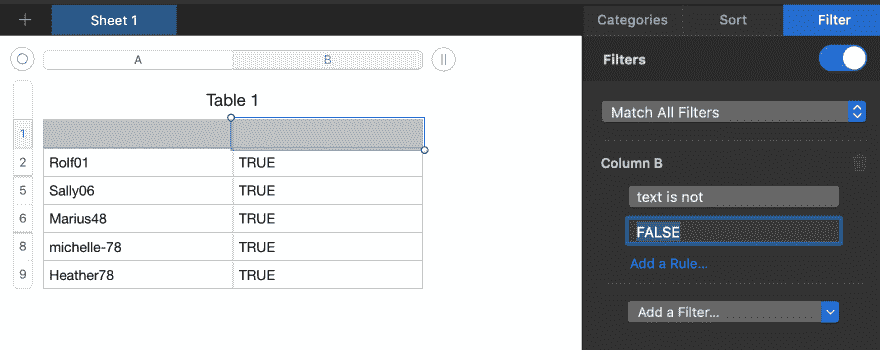 + Sheet 1 Categories Sort Filter
Filters
A B
Table 1
Match All Filters
1
Column B
2 Rolf01 TRUE
5 Sally06 TRUE
text is not
6 Marius48 TRUE
FALSE
8 michelle-78 TRUE
Add a Rule...
9 Heather78 TRUE
Add a Filter...